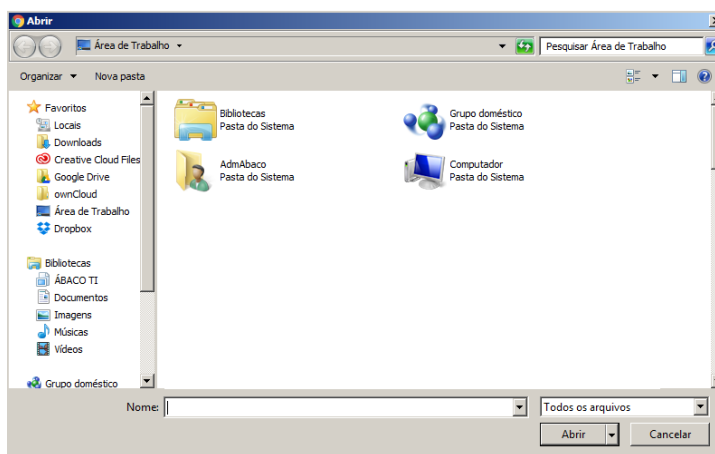 Abrir
Área de Trabalho
Pesquisar Área de Trabalho
Organizar
Nova pasta
Favoritos
Locais
Downloads
Creative Cloud Files
Google Drive
ownCloud
Área de Trabalho
Dropbox
Bibliotecas
ÁBACO TI
Documentos
Imagens
Músicas
Vídeos
Grupo doméstico
Bibliotecas
Pasta do Sistema
Grupo doméstico
Pasta do Sistema
AdmAbaco
Pasta do Sistema
Computador
Pasta do Sistema
Nome:
Todos os arquivos
Abrir
Cancelar